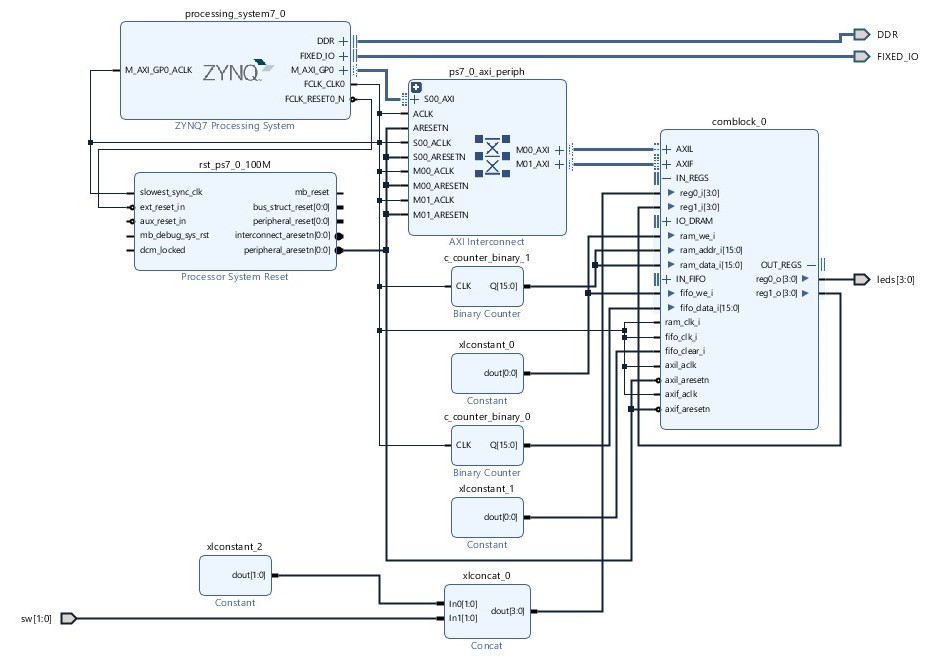 processing_system7_0
DDR
FIXED_IO
M_AXI_GP0_ACLK
ZYNQ
M_AXI_GP0
FCLK_CLK0
FCLK_RESET0_N
ZYNQ7 Processing System
DDR
FIXED_IO
ps7_0_axi_periph
S00_AXI
ACLK
ARESETN
S00_ACLK
S00_ARESETN
M00_ACLK
M00_ARESETN
M01_ACLK
M01_ARESETN
M00_AXI
M01_AXI
AXI Interconnect
rst_ps7_0_100M
slowest_sync_clk
ext_reset_in
aux_reset_in
mb_debug_sys_rst
dcm_locked
mb_reset
bus_struct_reset[0:0]
peripheral_reset[0:0]
interconnect_aresetn[0:0]
peripheral_aresetn[0:0]
Processor System Reset
comblock_0
AXIL
AXIF
IN_REGS
reg0_i[3:0]
reg1_i[3:0]
IO_DRAM
ram_we_i
ram_addr_i[15:0]
ram_data_i[15:0]
IN_FIFO
fifo_we_i
fifo_data_i[15:0]
ram_clk_i
fifo_clk_i
fifo_clear_i
axil_aclk
axil_aresetn
axif_aclk
axif_aresetn
OUT_REGS
reg0_o[3:0]
reg1_o[3:0]
leds[3:0]
c_counter_binary_1
CLK
Q[15:0]
Binary Counter
xlconstant_0
dout[0:0]
Constant
c_counter_binary_0
CLK
Q[15:0]
Binary Counter
xlconstant_1
dout[0:0]
Constant
xlconstant_2
dout[1:0]
Constant
xlconcat_0
In0[1:0]
In1[1:0]
dout[3:0]
Concat
sw[1:0]